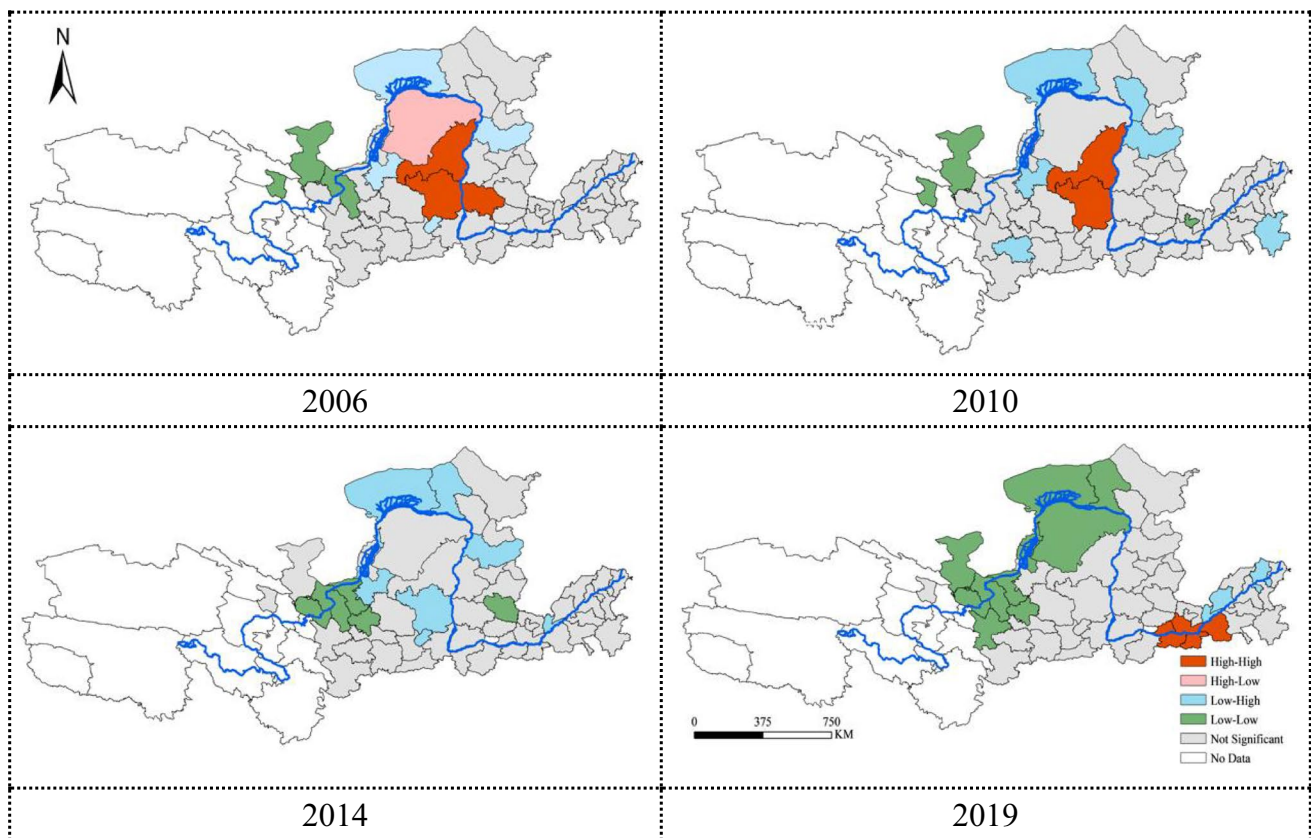 N
2006
2010
2014
0 375 750
KM
High-High
High-Low
Low-High
Low-Low
Not Significant
No Data
2019